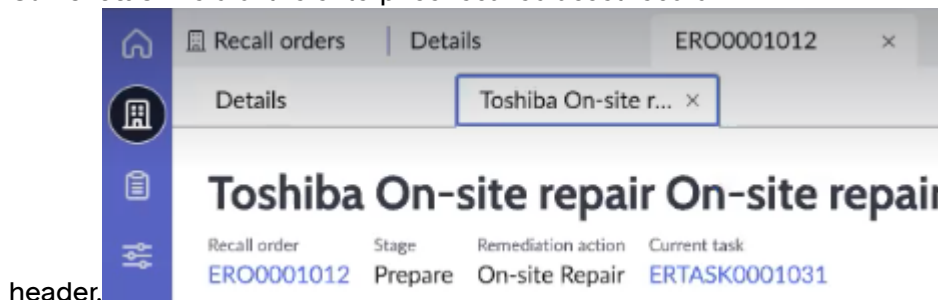 Recall orders Details ERO0001012 ×
Details Toshiba On-site r... ×
Toshiba On-site repair On-site repair
Recall order Stage Remediation action Current task
ERO0001012 Prepare On-site Repair ERTASK0001031
header.